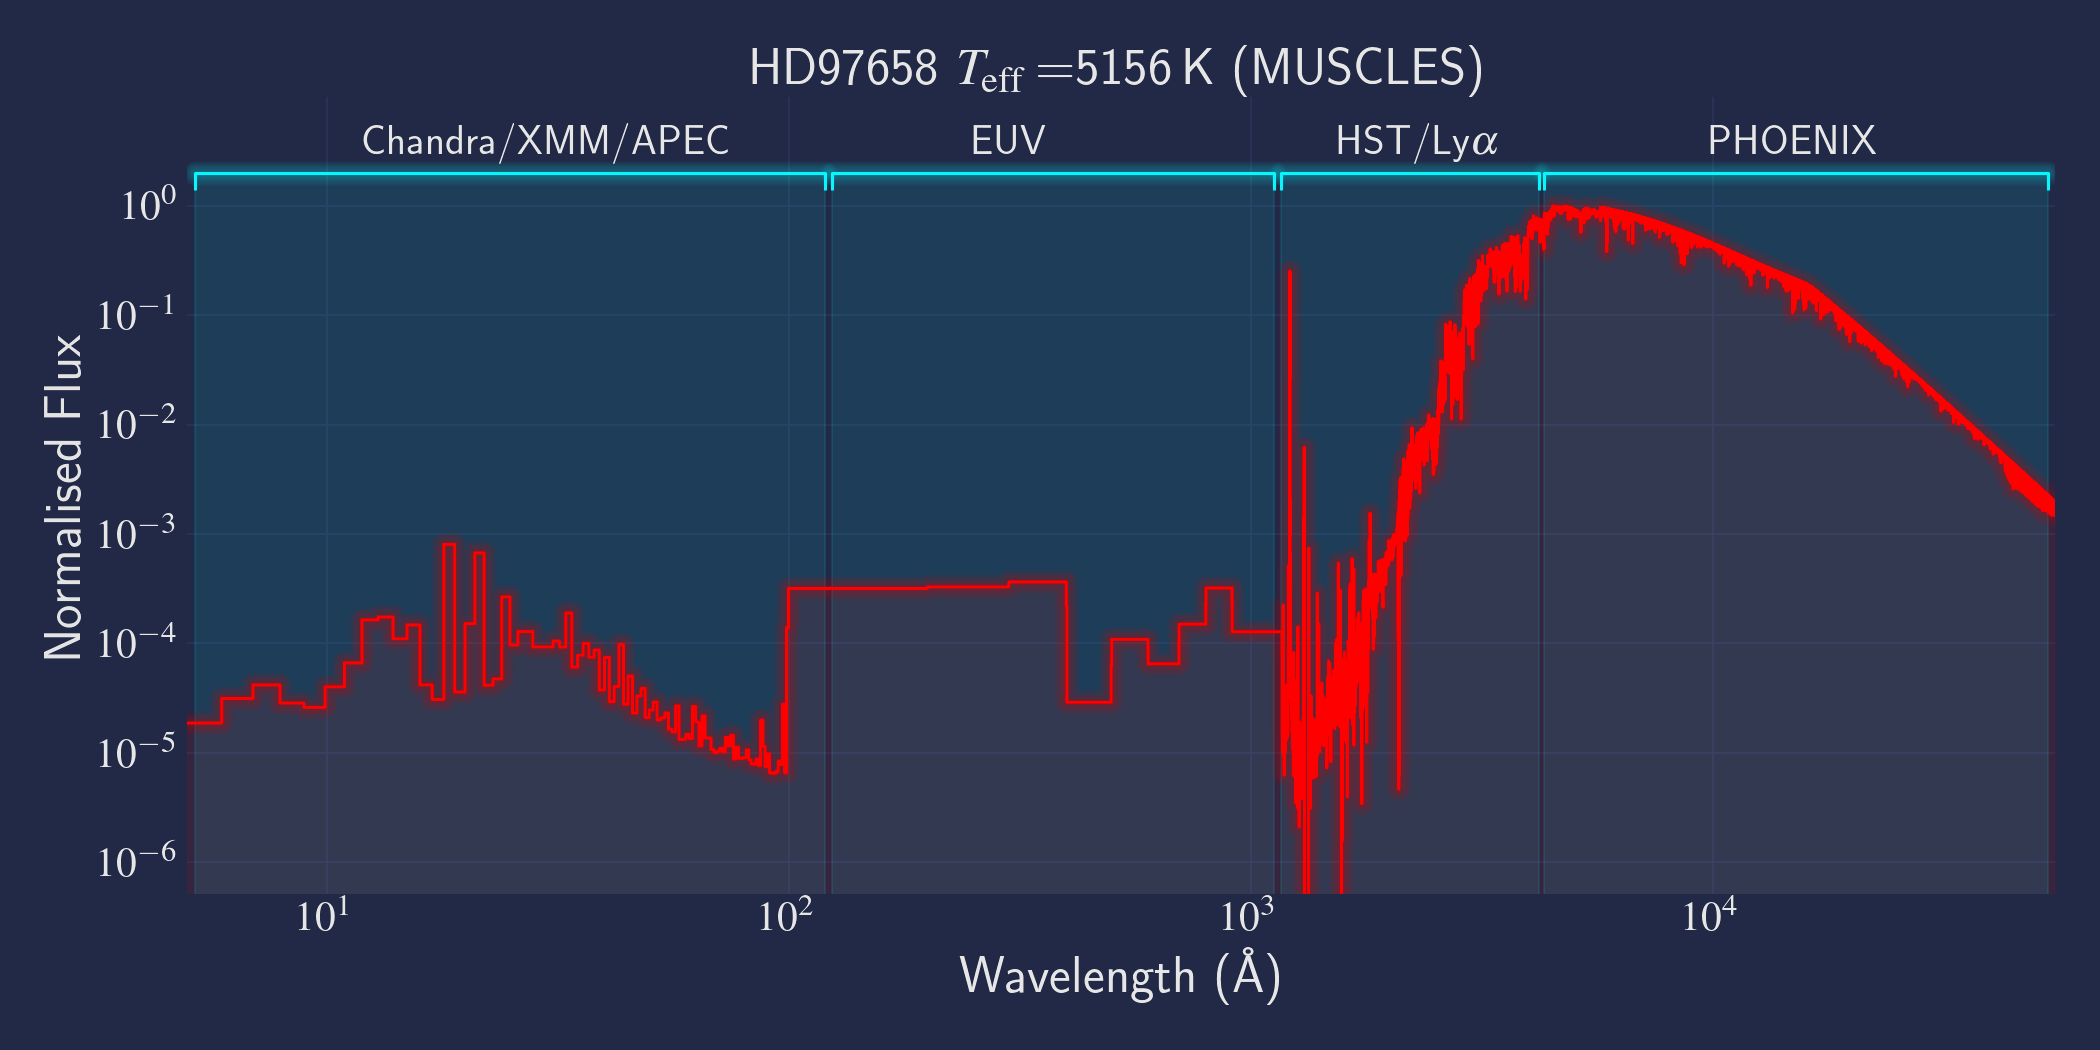 HD97658 T_eff =5156 K (MUSCLES)
Chandra/XMM/APEC EUV HST/Lyα PHOENIX
10^0
10^−1
10^−2
10^−3
10^−4
10^−5
10^−6
Normalised Flux
10^1 10^2 10^3 10^4
Wavelength (Å)